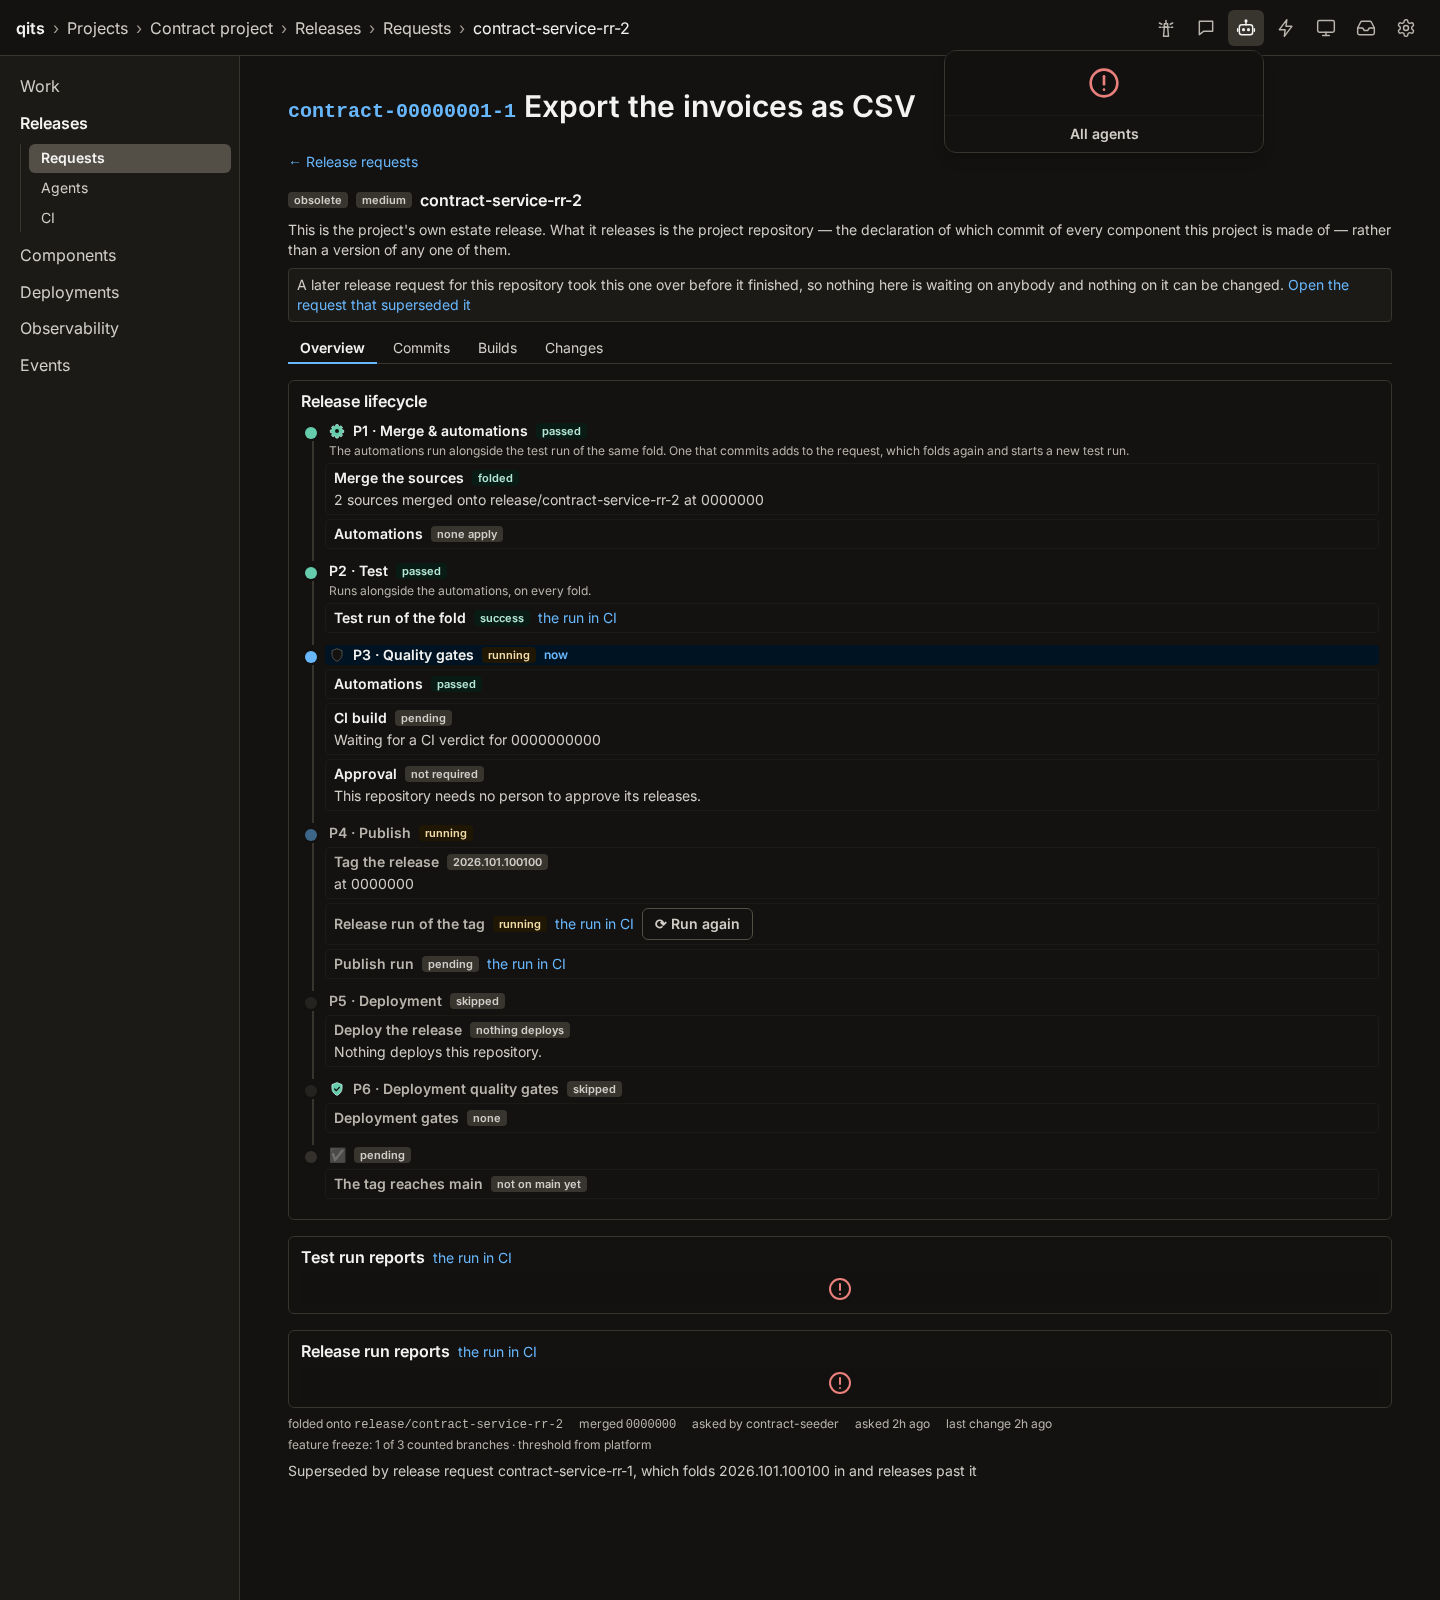 qits › Projects › Contract project › Releases › Requests › contract-service-rr-2
All agents
Work
Releases
Requests
Agents
CI
Components
Deployments
Observability
Events
contract-00000001-1 Export the invoices as CSV
← Release requests
obsolete medium contract-service-rr-2
This is the project's own estate release. What it releases is the project repository — the declaration of which commit of every component this project is made of — rather
than a version of any one of them.
A later release request for this repository took this one over before it finished, so nothing here is waiting on anybody and nothing on it can be changed. Open the
request that superseded it
Overview Commits Builds Changes
Release lifecycle
P1 · Merge & automations passed
The automations run alongside the test run of the same fold. One that commits adds to the request, which folds again and starts a new test run.
Merge the sources folded
2 sources merged onto release/contract-service-rr-2 at 0000000
Automations none apply
P2 · Test passed
Runs alongside the automations, on every fold.
Test run of the fold success the run in CI
P3 · Quality gates running now
Automations passed
CI build pending
Waiting for a CI verdict for 0000000000
Approval not required
This repository needs no person to approve its releases.
P4 · Publish running
Tag the release 2026.101.100100
at 0000000
Release run of the tag running the run in CI ⟳ Run again
Publish run pending the run in CI
P5 · Deployment skipped
Deploy the release nothing deploys
Nothing deploys this repository.
P6 · Deployment quality gates skipped
Deployment gates none
pending
The tag reaches main not on main yet
Test run reports the run in CI
Release run reports the run in CI
folded onto release/contract-service-rr-2 merged 0000000 asked by contract-seeder asked 2h ago last change 2h ago
feature freeze: 1 of 3 counted branches · threshold from platform
Superseded by release request contract-service-rr-1, which folds 2026.101.100100 in and releases past it